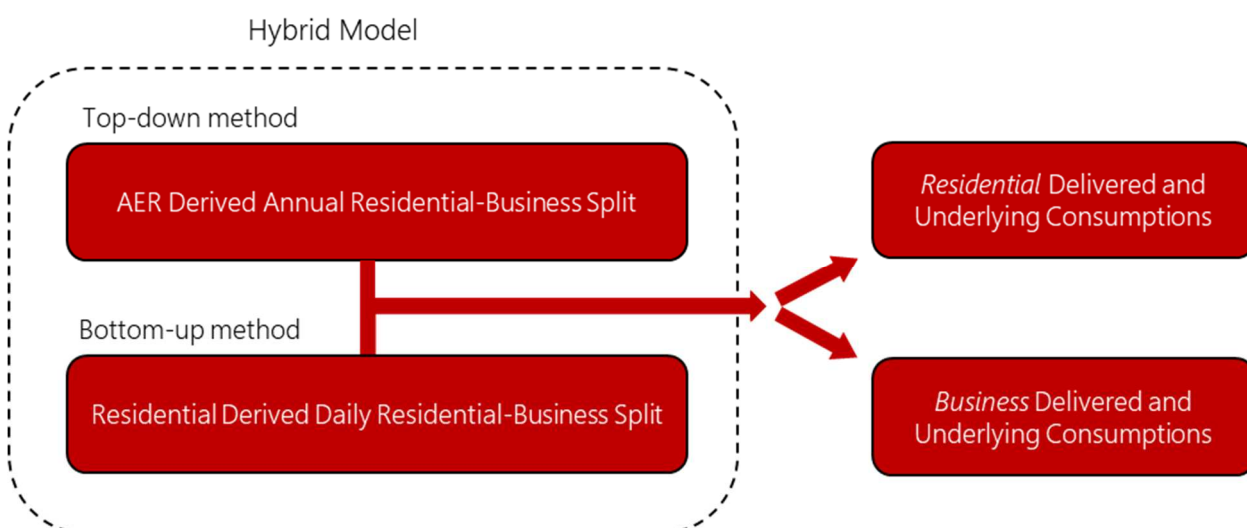 Hybrid Model
Top-down method
AER Derived Annual Residential-Business Split
Bottom-up method
Residential Derived Daily Residential-Business Split
Residential Delivered and
Underlying Consumptions
Business Delivered and
Underlying Consumptions